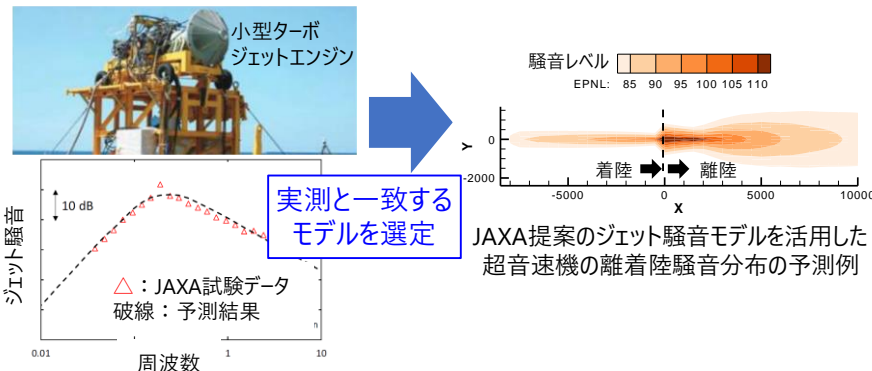 小型ターボ
ジェットエンジン
騒音レベル
EPNL: 85 90 95 100 105 110
Y
0
-2000
着陸
離陸
-5000 0 5000 10000
X
JAXA提案のジェット騒音モデルを活用した
超音速機の離着陸騒音分布の予測例
実測と一致する
モデルを選定
10 dB
ジェット騒音
△：JAXA試験データ
破線：予測結果
0.01 1 10
周波数